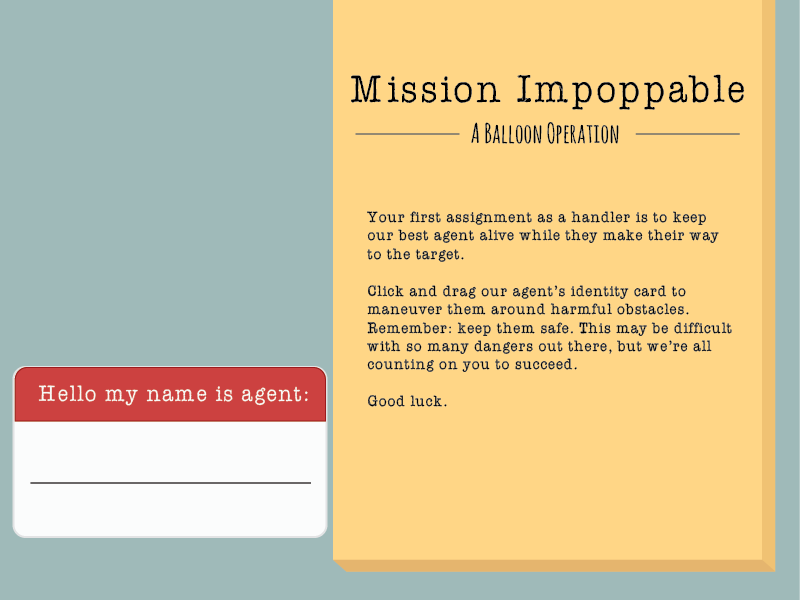 Mission Impoppable
A Balloon Operation
Your first assignment as a handler is to keep
our best agent alive while they make their way
to the target.
Click and drag our agent's identity card to
maneuver them around harmful obstacles.
Remember: keep them safe. This may be difficult
with so many dangers out there, but we're all
counting on you to succeed.
Good luck.
Hello my name is agent: